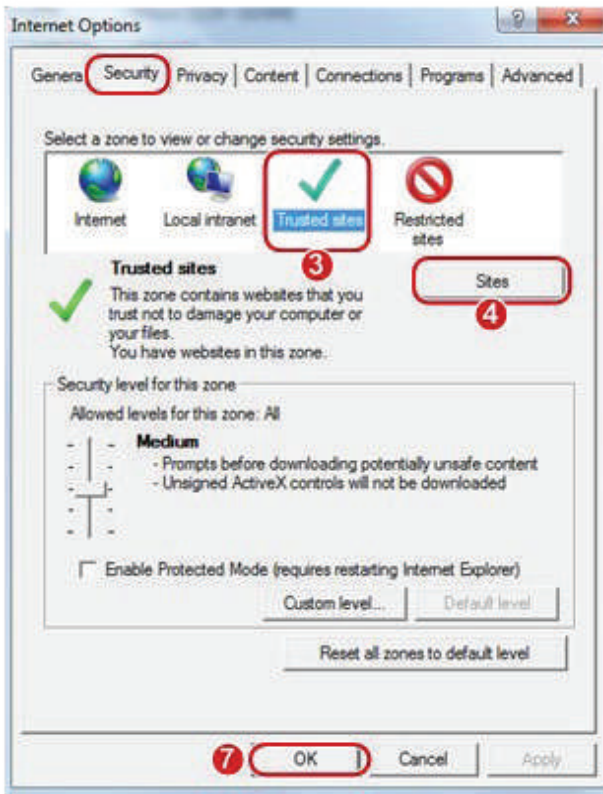 Internet Options
General Security Privacy Content Connections Programs Advanced
Select a zone to view or change security settings.
Internet Local intranet Trusted sites Restricted sites
3
Trusted sites
Sites
4
This zone contains websites that you
trust not to damage your computer or
your files.
You have websites in this zone.
Security level for this zone
Allowed levels for this zone: All
Medium
- Prompts before downloading potentially unsafe content
- Unsigned ActiveX controls will not be downloaded
Enable Protected Mode (requires restarting Internet Explorer)
Custom level... Default level
Reset all zones to default level
7 OK Cancel Apply